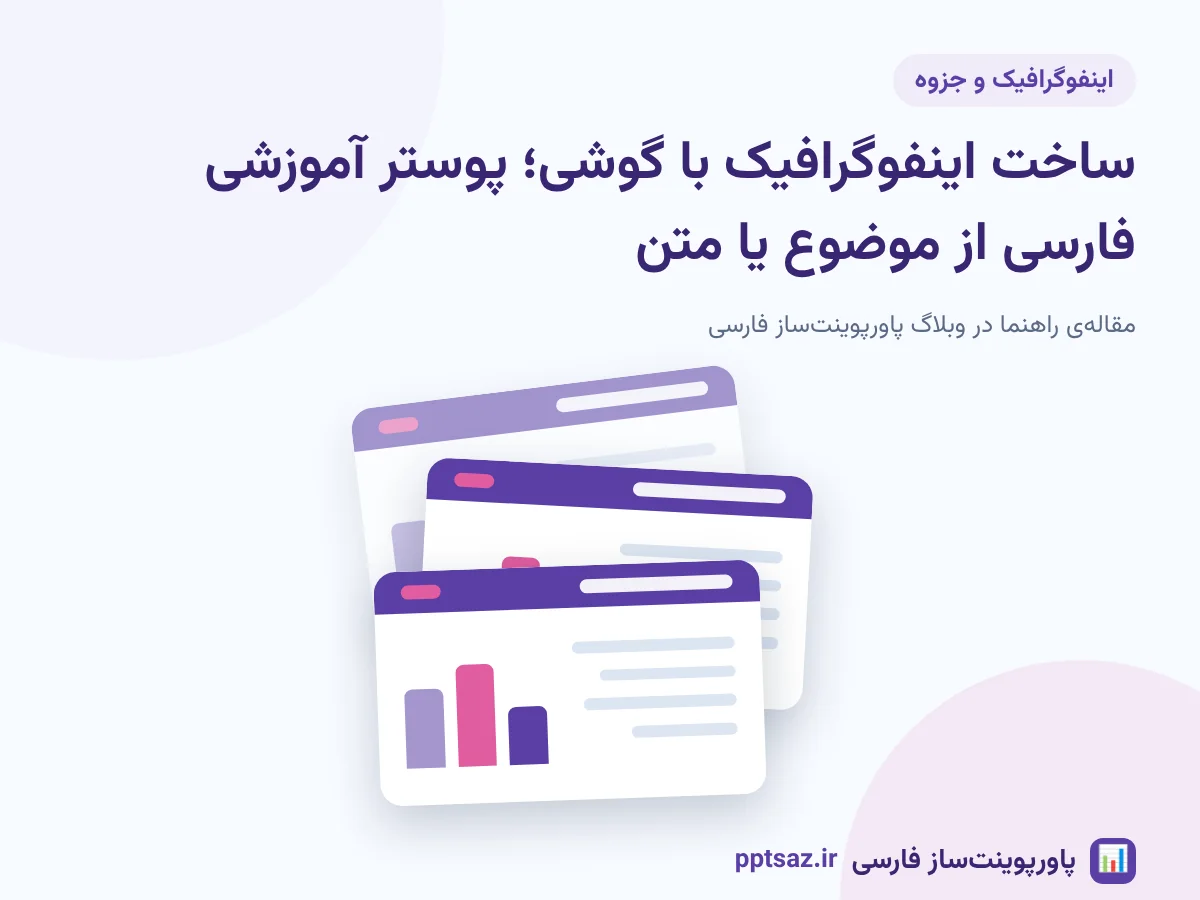 اینفوگرافیک و جزوه
ساخت اینفوگرافیک با گوشی؛ پوستر آموزشی
فارسی از موضوع یا متن
مقاله‌ی راهنما در وبلاگ پاورپوینت‌ساز فارسی
پاورپوینت‌ساز فارسی pptsaz.ir